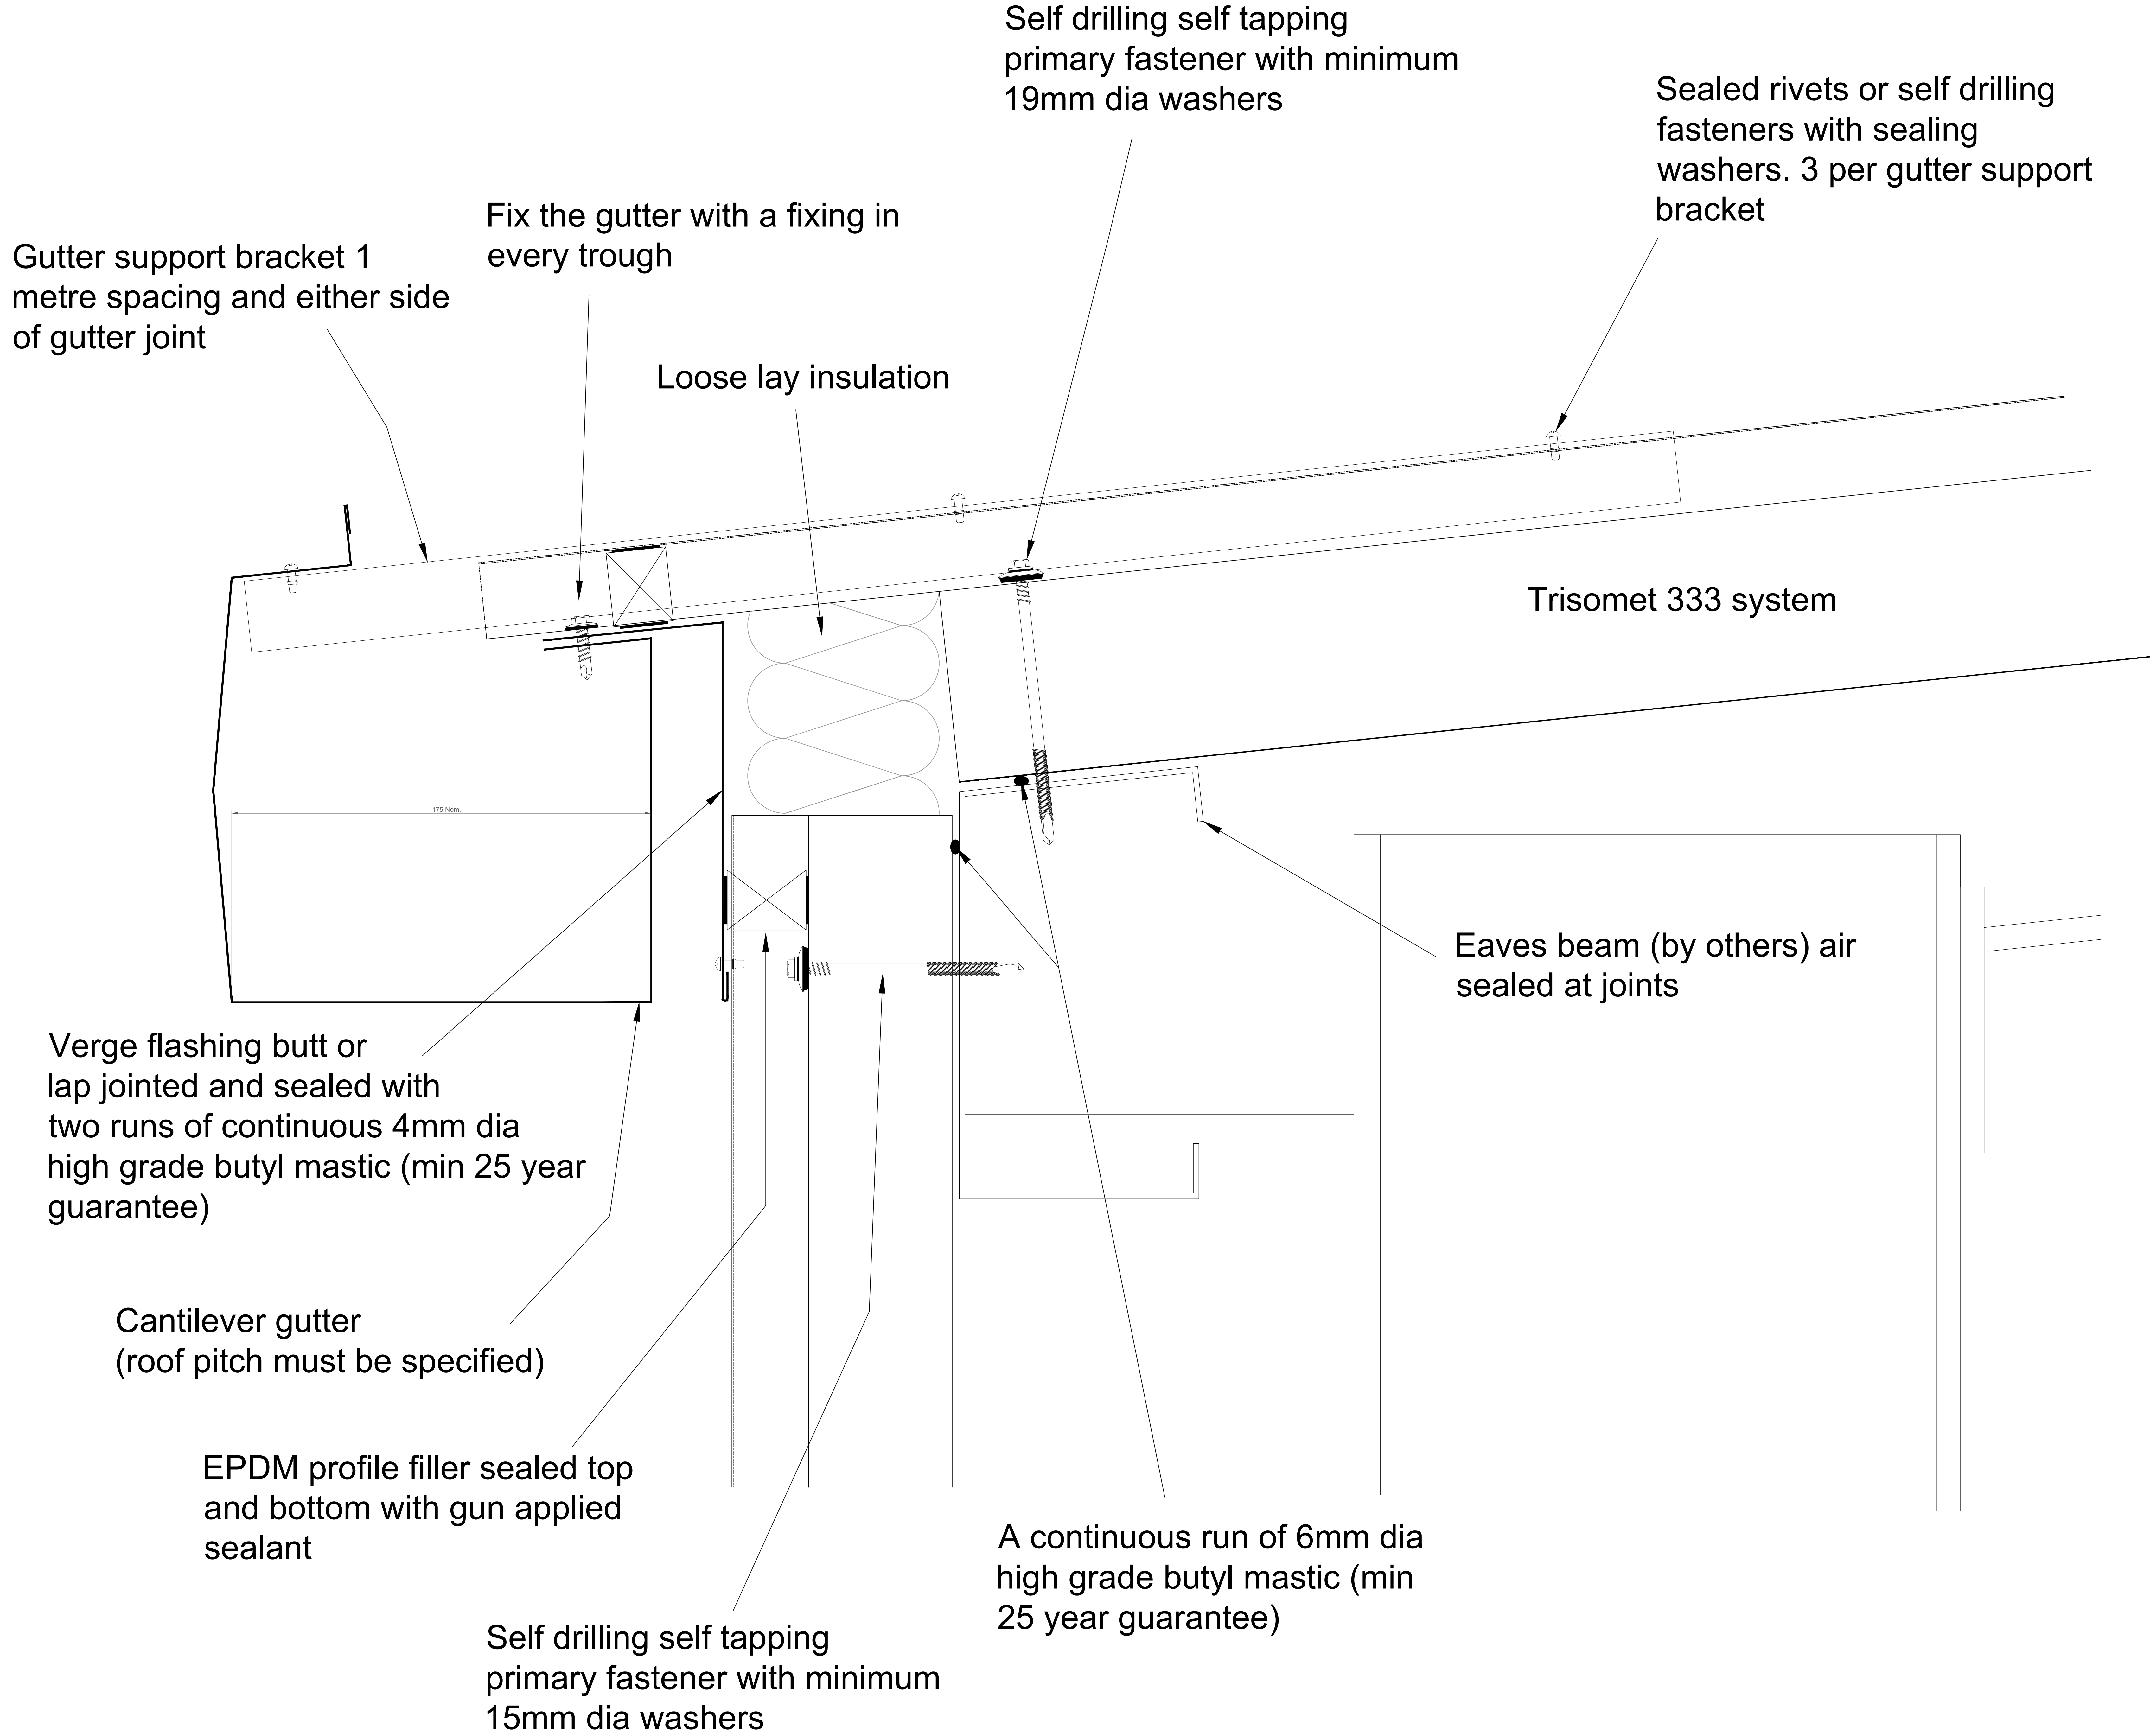 Self drilling self tapping
primary fastener with minimum
19mm dia washers
Sealed rivets or self drilling
fasteners with sealing
washers. 3 per gutter support
bracket
Fix the gutter with a fixing in
every trough
Gutter support bracket 1
metre spacing and either side
of gutter joint
Loose lay insulation
Trisomet 333 system
175 Nom.
Eaves beam (by others) air
sealed at joints
Verge flashing butt or
lap jointed and sealed with
two runs of continuous 4mm dia
high grade butyl mastic (min 25 year
guarantee)
Cantilever gutter
(roof pitch must be specified)
EPDM profile filler sealed top
and bottom with gun applied
sealant
A continuous run of 6mm dia
high grade butyl mastic (min
25 year guarantee)
Self drilling self tapping
primary fastener with minimum
15mm dia washers